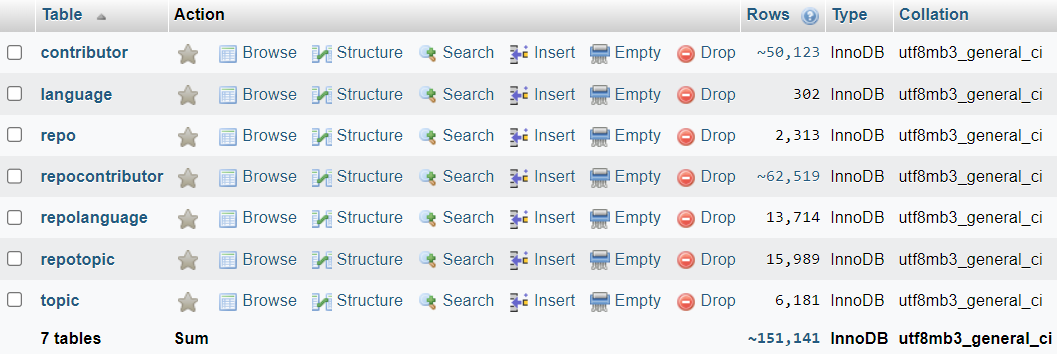 Table Action Rows Type Collation
contributor Browse Structure Search Insert Empty Drop ~50,123 InnoDB utf8mb3_general_ci
language Browse Structure Search Insert Empty Drop 302 InnoDB utf8mb3_general_ci
repo Browse Structure Search Insert Empty Drop 2,313 InnoDB utf8mb3_general_ci
repocontributor Browse Structure Search Insert Empty Drop ~62,519 InnoDB utf8mb3_general_ci
repolanguage Browse Structure Search Insert Empty Drop 13,714 InnoDB utf8mb3_general_ci
repotopic Browse Structure Search Insert Empty Drop 15,989 InnoDB utf8mb3_general_ci
topic Browse Structure Search Insert Empty Drop 6,181 InnoDB utf8mb3_general_ci
7 tables Sum ~151,141 InnoDB utf8mb3_general_ci